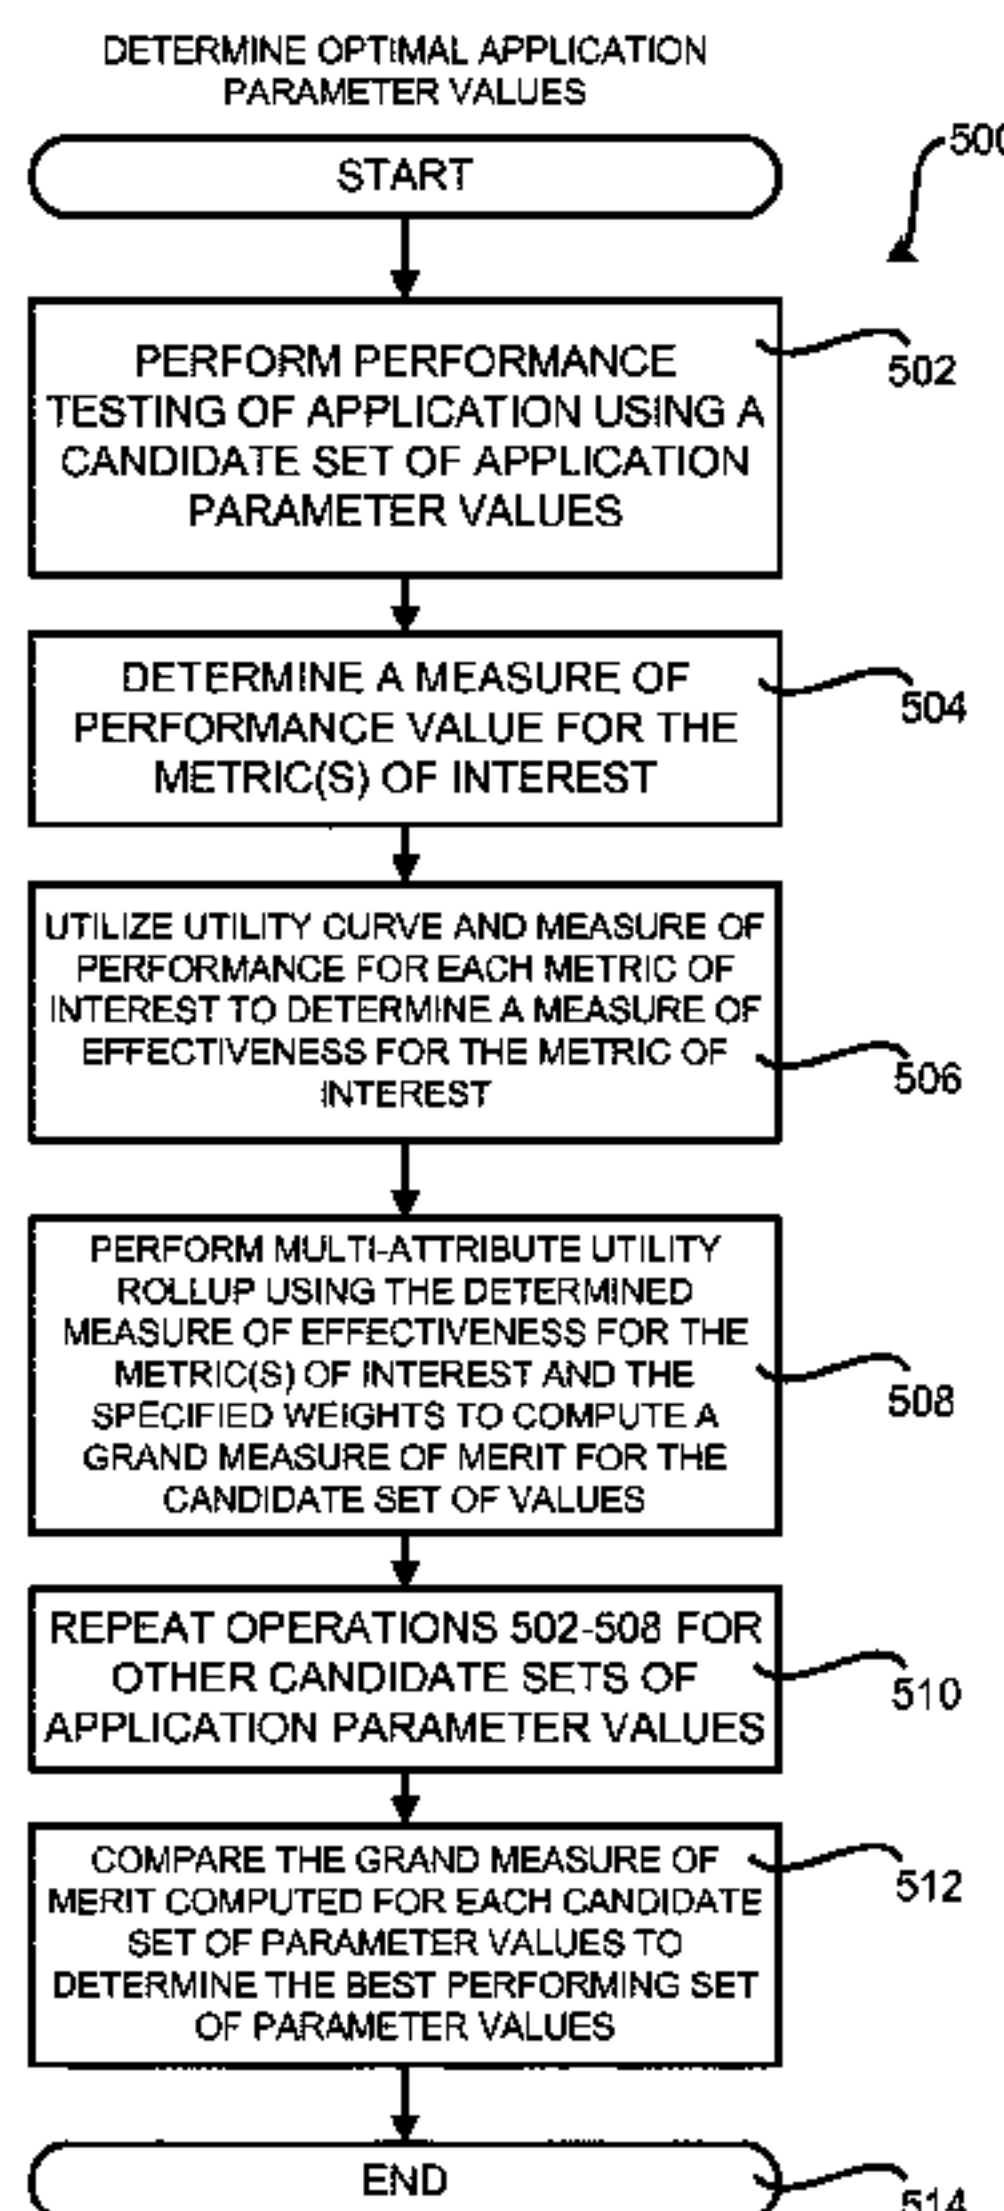 DETERMINE OPTIMAL APPLICATION
PARAMETER VALUES
START
500
PERFORM PERFORMANCE
TESTING OF APPLICATION USING A
CANDIDATE SET OF APPLICATION
PARAMETER VALUES
502
DETERMINE A MEASURE OF
PERFORMANCE VALUE FOR THE
METRIC(S) OF INTEREST
504
UTILIZE UTILITY CURVE AND MEASURE OF
PERFORMANCE FOR EACH METRIC OF
INTEREST TO DETERMINE A MEASURE OF
EFFECTIVENESS FOR THE METRIC OF
INTEREST
506
PERFORM MULTI-ATTRIBUTE UTILITY
ROLLUP USING THE DETERMINED
MEASURE OF EFFECTIVENESS FOR THE
METRIC(S) OF INTEREST AND THE
SPECIFIED WEIGHTS TO COMPUTE A
GRAND MEASURE OF MERIT FOR THE
CANDIDATE SET OF VALUES
508
REPEAT OPERATIONS 502-508 FOR
OTHER CANDIDATE SETS OF
APPLICATION PARAMETER VALUES
510
COMPARE THE GRAND MEASURE OF
MERIT COMPUTED FOR EACH CANDIDATE
SET OF PARAMETER VALUES TO
DETERMINE THE BEST PERFORMING SET
OF PARAMETER VALUES
512
END
514